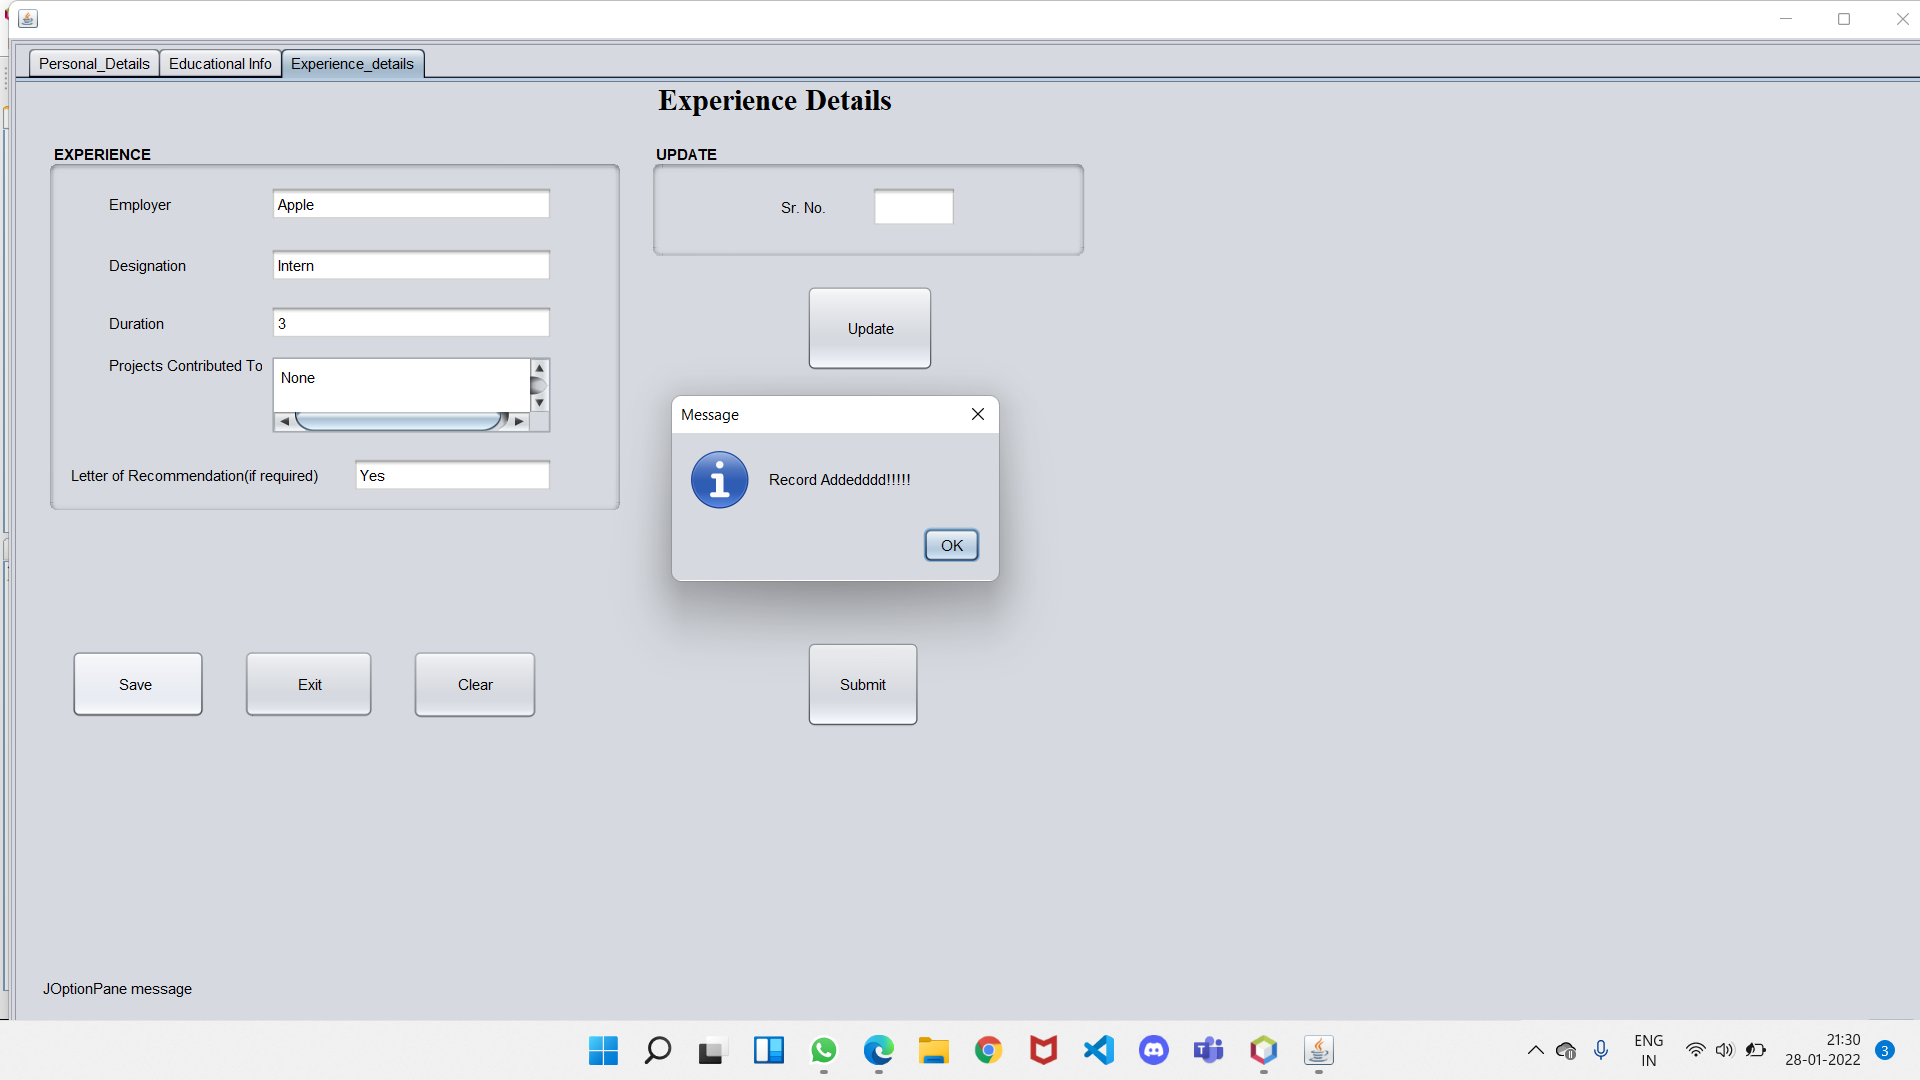 Personal_Details
Educational Info
Experience_details
Experience Details
EXPERIENCE
Employer
Apple
Designation
Intern
Duration
3
Projects Contributed To
None
Letter of Recommendation(if required)
Yes
UPDATE
Sr. No.
Update
Message
Record Addedddd!!!!!
OK
Save
Exit
Clear
Submit
JOptionPane message
ENG
IN
21:30
28-01-2022
3